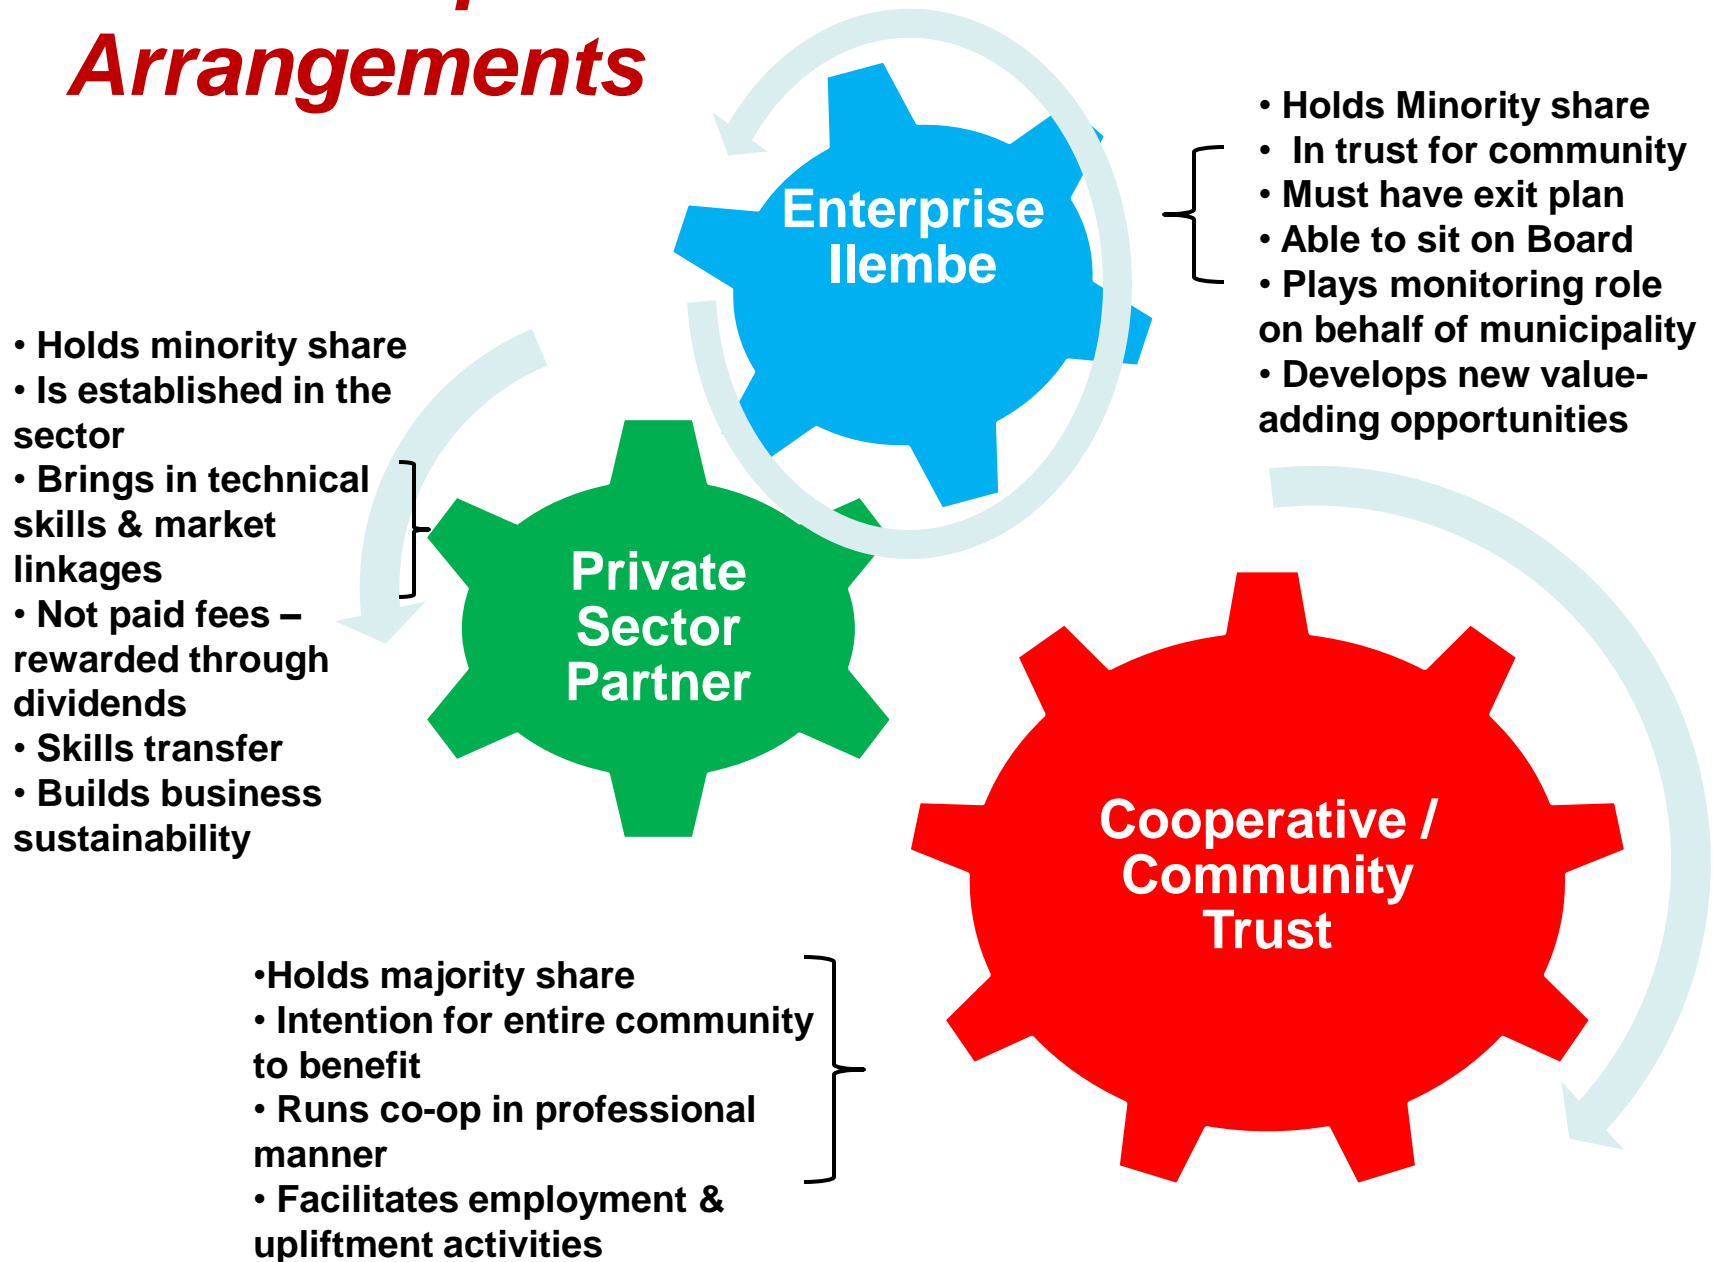 Arrangements
Enterprise
Ilembe
• Holds Minority share
• In trust for community
• Must have exit plan
• Able to sit on Board
• Plays monitoring role
on behalf of municipality
• Develops new value-
adding opportunities
• Holds minority share
• Is established in the
sector
• Brings in technical
skills & market
linkages
• Not paid fees –
rewarded through
dividends
• Skills transfer
• Builds business
sustainability
Private
Sector
Partner
Cooperative /
Community
Trust
•Holds majority share
• Intention for entire community
to benefit
• Runs co-op in professional
manner
• Facilitates employment &
upliftment activities